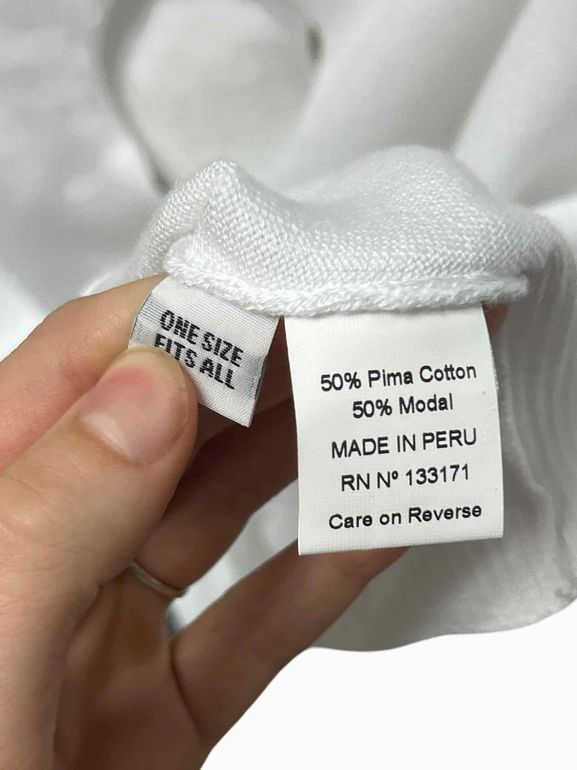 ONE SIZE
FITS ALL
50% Pima Cotton
50% Modal
MADE IN PERU
RN Nº 133171
Care on Reverse